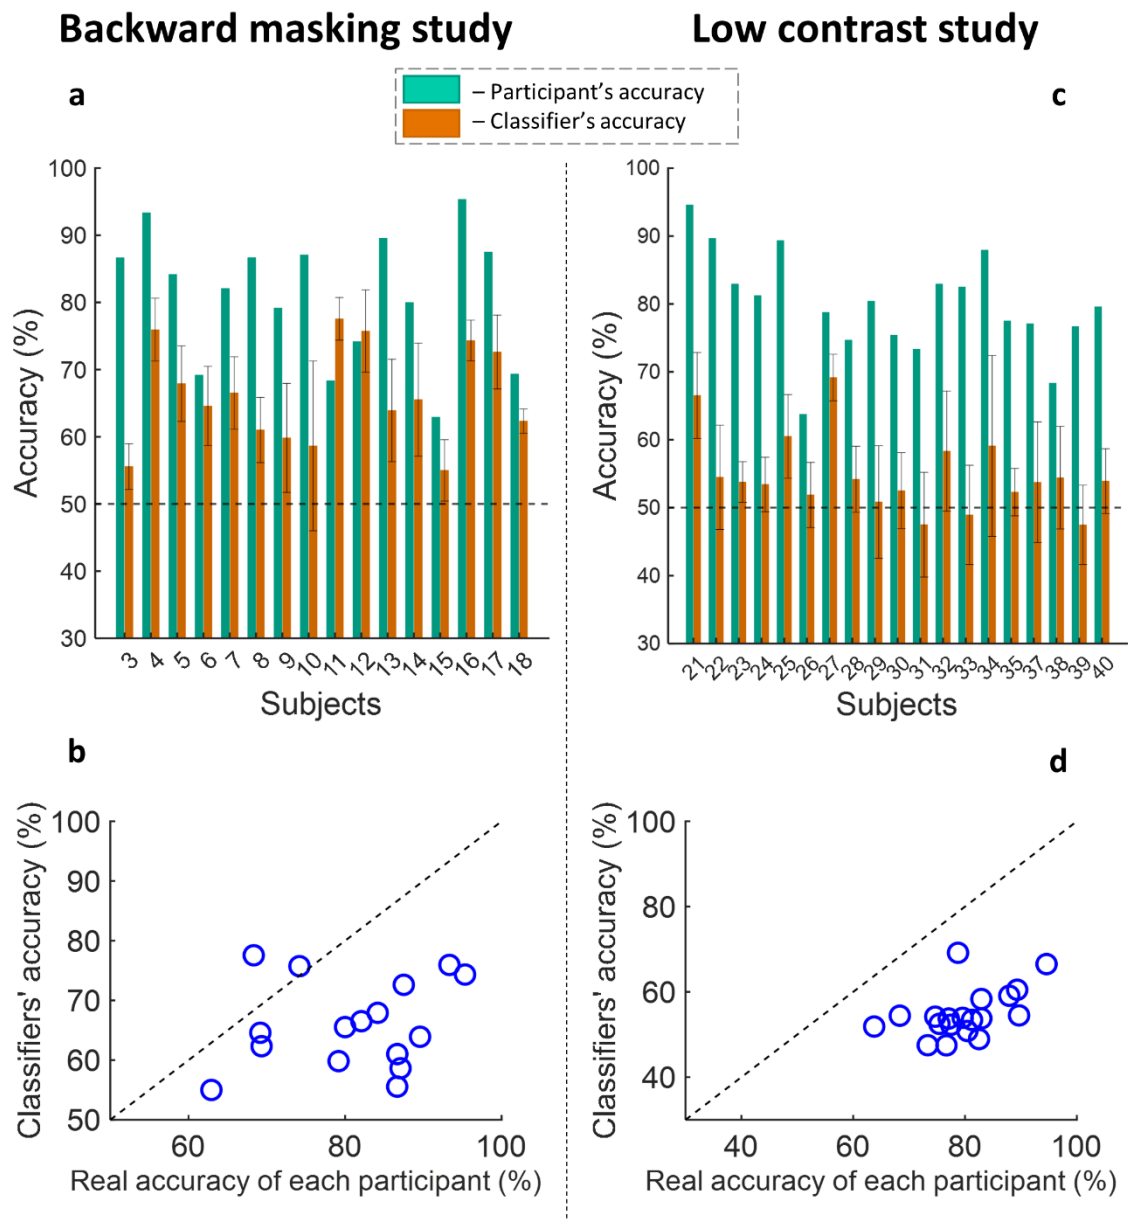 Backward masking study
Low contrast study
– Participant's accuracy
– Classifier's accuracy
a
100
90
80
70
60
50
40
30
Accuracy (%)
3 4 5 6 7 8 9 10 11 12 13 14 15 16 17 18
Subjects
c
100
90
80
70
60
50
40
30
Accuracy (%)
21 22 23 24 25 26 27 28 29 30 31 32 33 34 35 37 38 39 40
Subjects
b
100
90
80
70
60
50
Classifiers' accuracy (%)
60 80 100
Real accuracy of each participant (%)
d
100
80
60
40
Classifiers' accuracy (%)
40 60 80 100
Real accuracy of each participant (%)